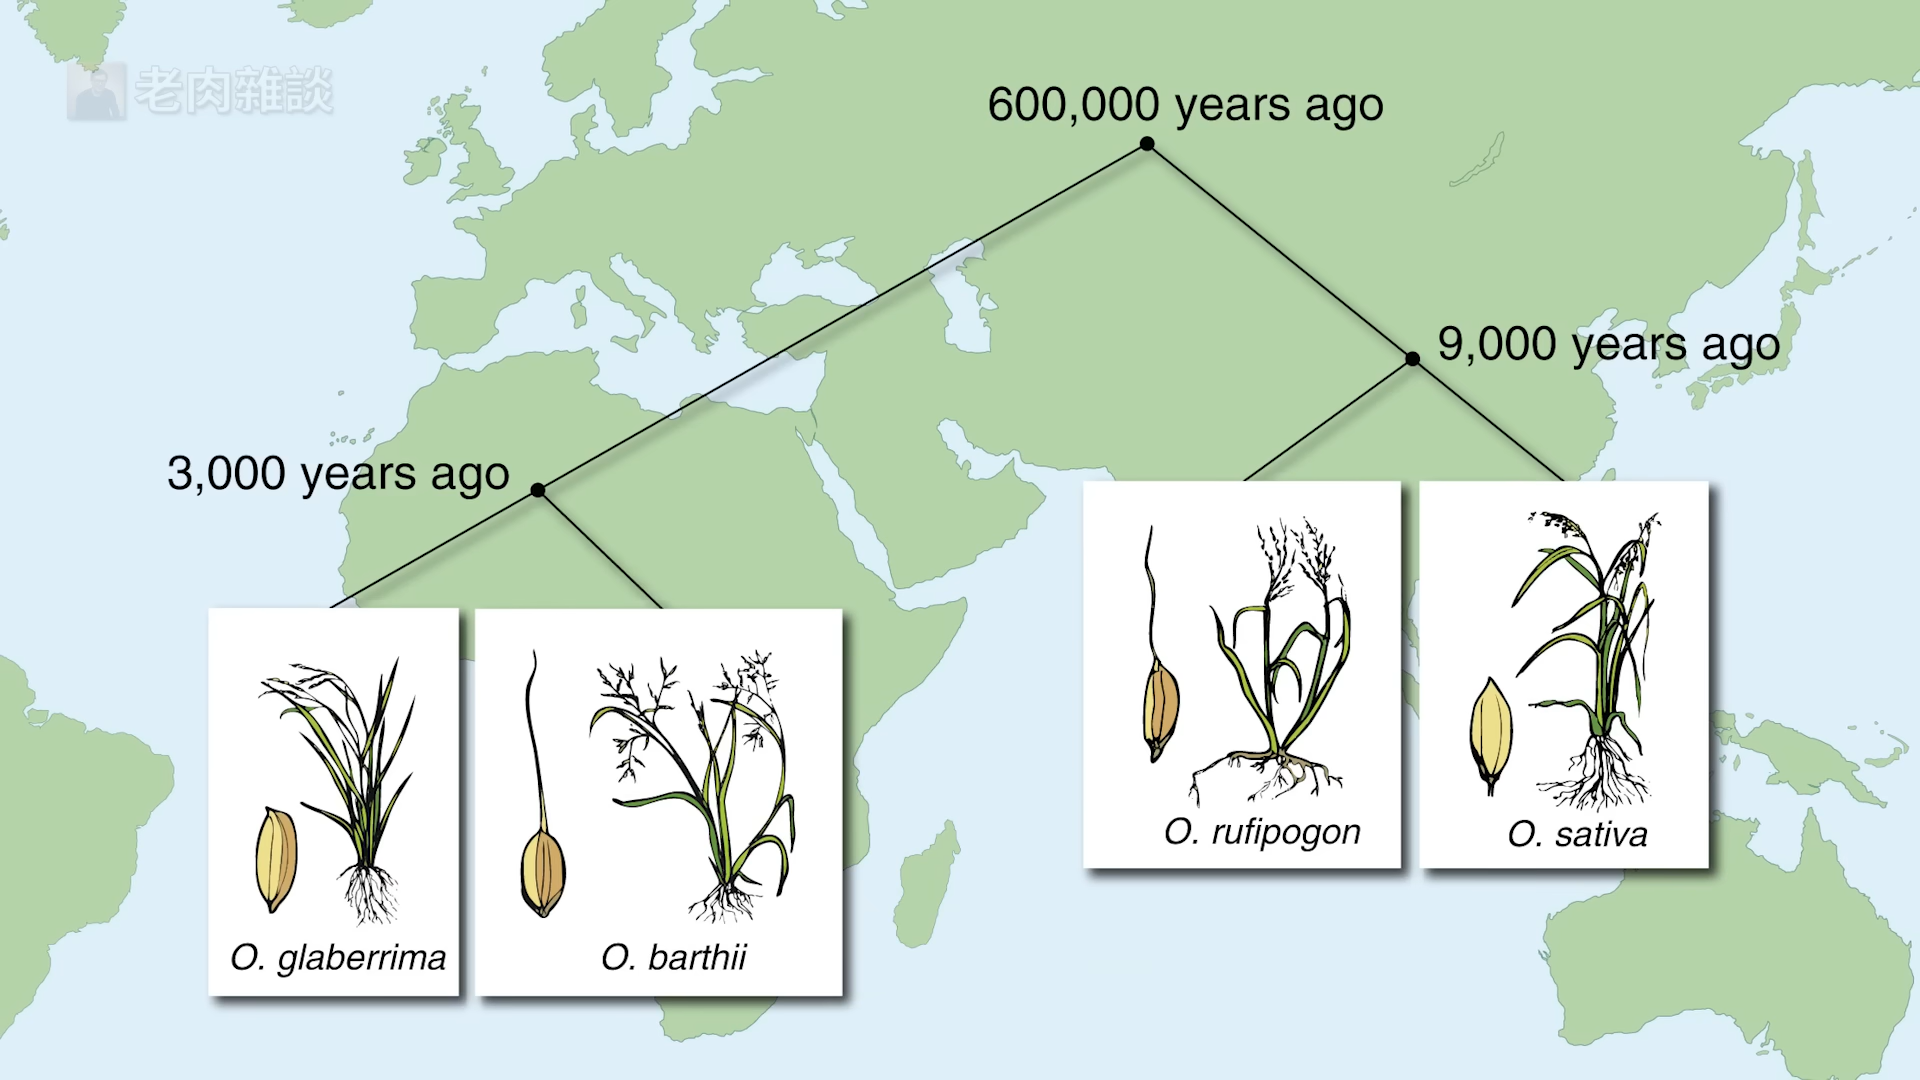 老肉雜談
600,000 years ago
9,000 years ago
3,000 years ago
O. rufipogon
O. sativa
O. glaberrima
O. barthii